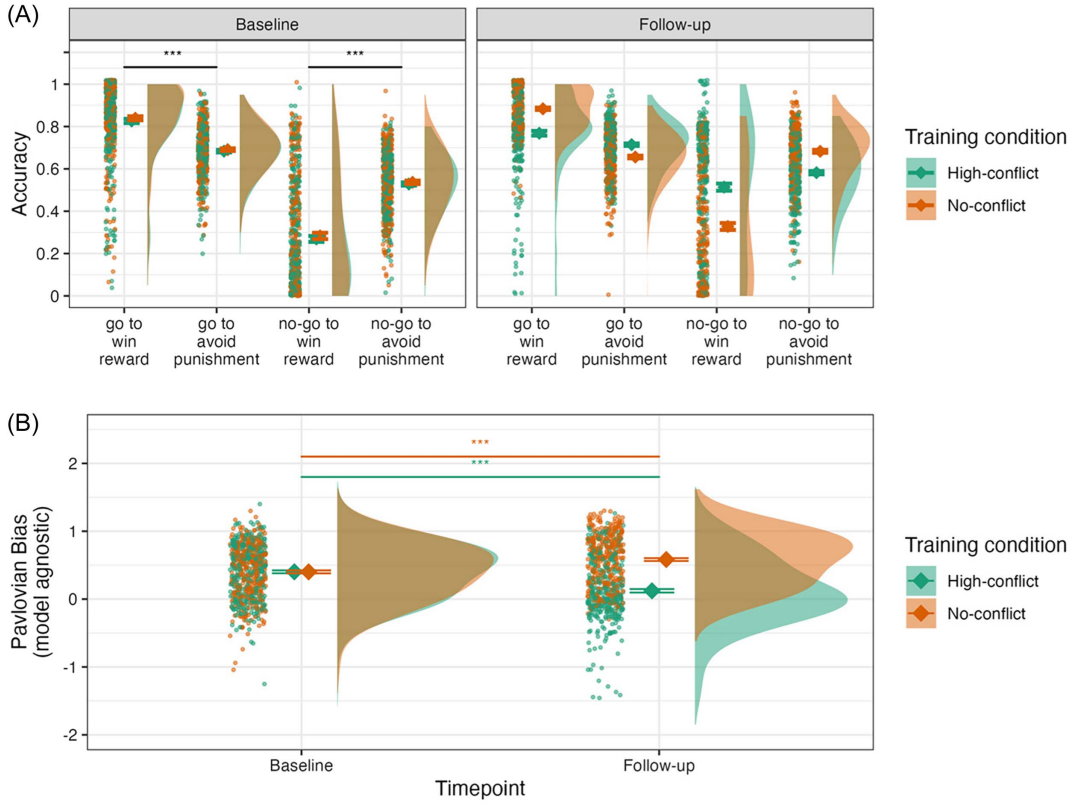 (A)
Baseline
Follow-up
***
***
Accuracy
1
0.8
0.6
0.4
0.2
0
go to
win
reward
go to
avoid
punishment
no-go to
win
reward
no-go to
avoid
punishment
go to
win
reward
go to
avoid
punishment
no-go to
win
reward
no-go to
avoid
punishment
Training condition
High-conflict
No-conflict
(B)
***
***
Pavlovian Bias
(model agnostic)
2
1
0
-1
-2
Baseline
Follow-up
Timepoint
Training condition
High-conflict
No-conflict